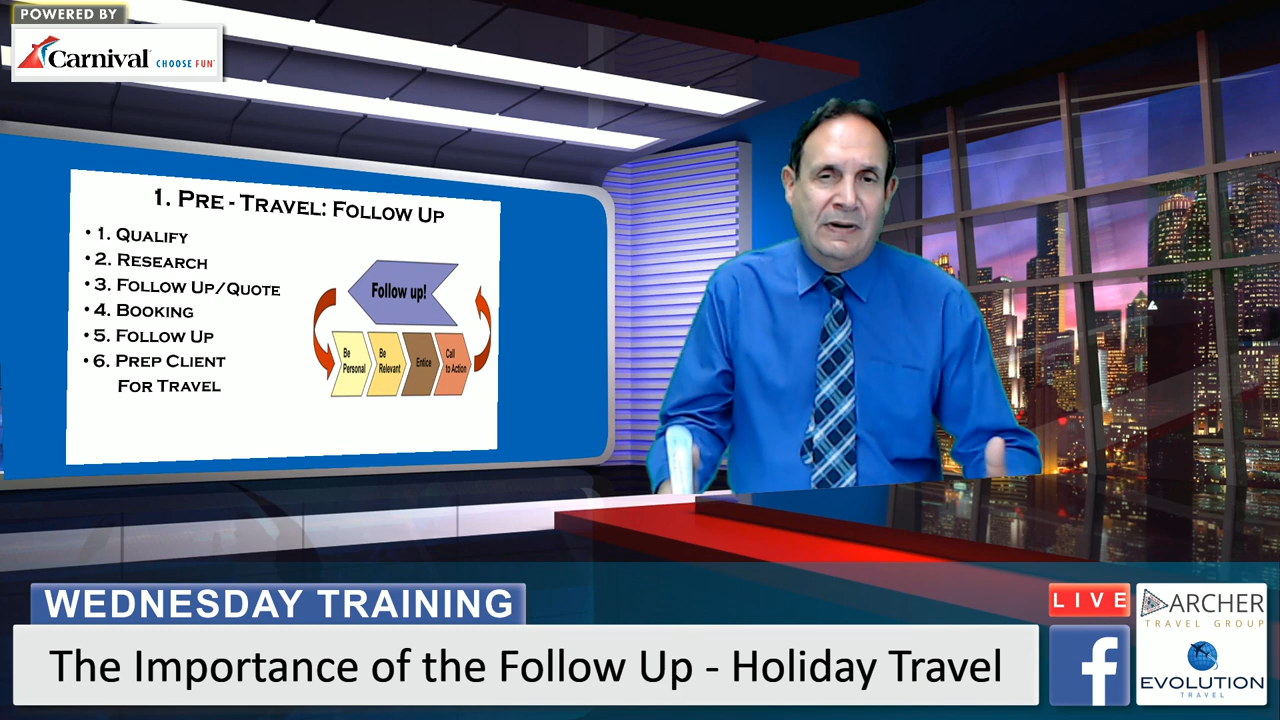 POWERED BY
Carnival CHOOSE FUN
1. PRE - TRAVEL: FOLLOW UP
• 1. QUALIFY
• 2. RESEARCH
• 3. FOLLOW UP/QUOTE
• 4. BOOKING
• 5. FOLLOW UP
• 6. PREP CLIENT
FOR TRAVEL
Follow up!
Be
Personal
Be
Relevant
Entice
Call
to Action
WEDNESDAY TRAINING
The Importance of the Follow Up - Holiday Travel
LIVE
f
ARCHER
TRAVEL GROUP
EVOLUTION
TRAVEL